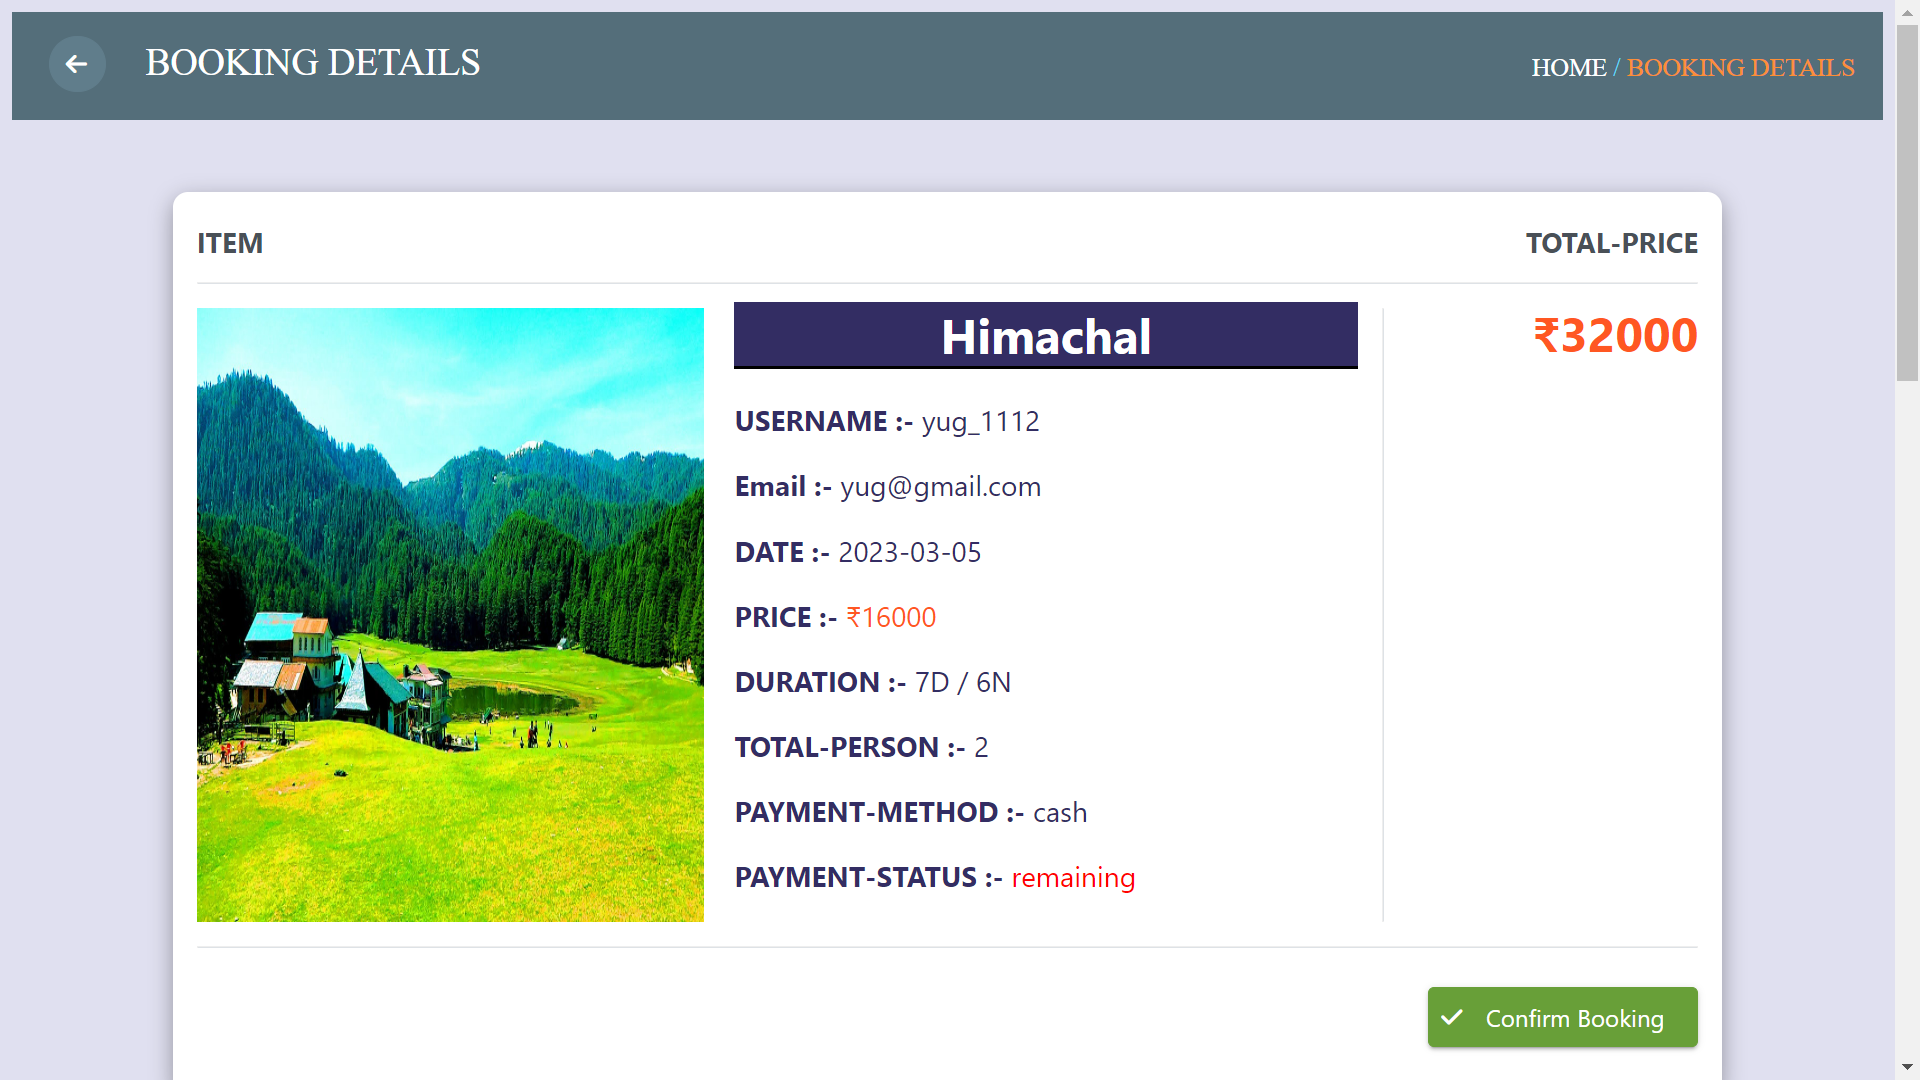 BOOKING DETAILS
HOME / BOOKING DETAILS
ITEM
TOTAL-PRICE
Himachal
₹32000
USERNAME :- yug_1112
Email :- yug@gmail.com
DATE :- 2023-03-05
PRICE :- ₹16000
DURATION :- 7D / 6N
TOTAL-PERSON :- 2
PAYMENT-METHOD :- cash
PAYMENT-STATUS :- remaining
Confirm Booking